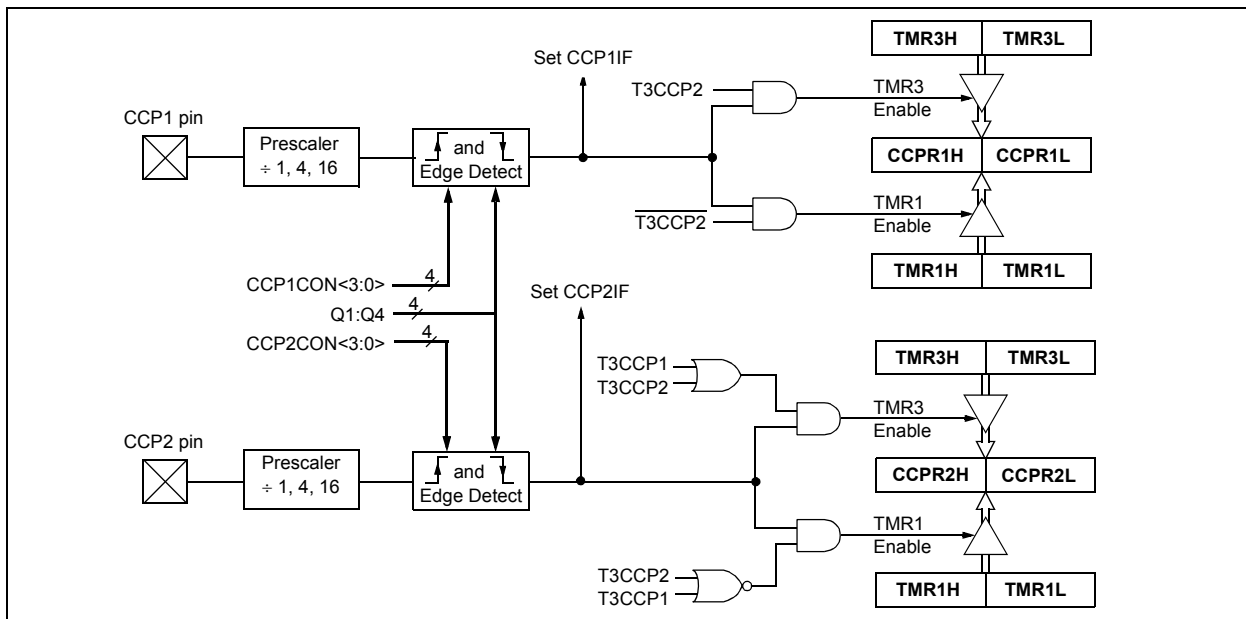 TMR3H TMR3L
Set CCP1IF
T3CCP2
TMR3
Enable
CCP1 pin
Prescaler
÷ 1, 4, 16
and
Edge Detect
CCPR1H CCPR1L
T3CCP2
TMR1
Enable
TMR1H TMR1L
CCP1CON<3:0> 4
Q1:Q4 4
CCP2CON<3:0> 4
Set CCP2IF
TMR3H TMR3L
T3CCP1
T3CCP2
TMR3
Enable
CCP2 pin
Prescaler
÷ 1, 4, 16
and
Edge Detect
CCPR2H CCPR2L
TMR1
Enable
T3CCP2
T3CCP1
TMR1H TMR1L